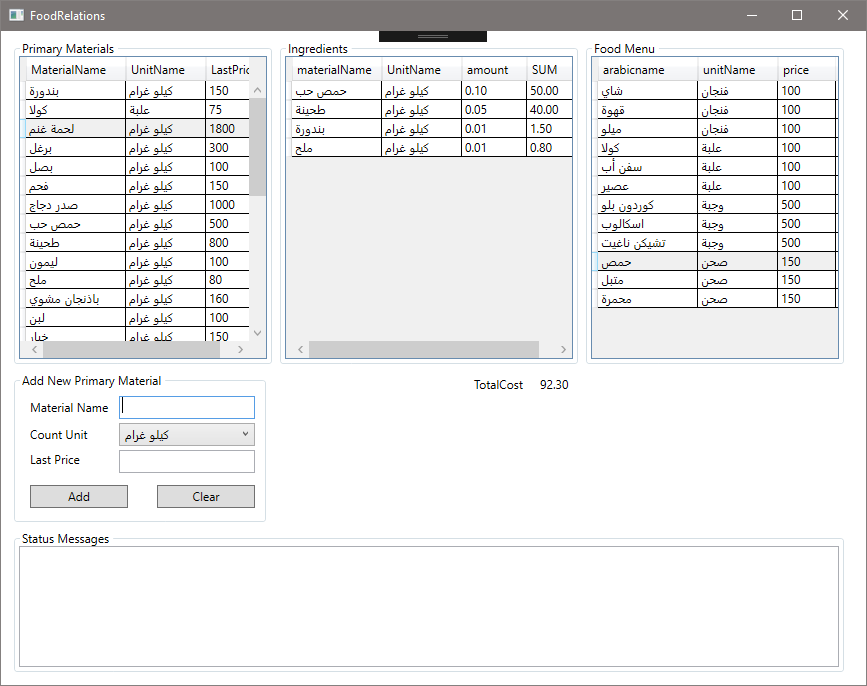 FoodRelations
Primary Materials
MaterialName UnitName LastPric
بندورة كيلو غرام 150
كولا علبة 75
لحمة غنم كيلو غرام 1800
برغل كيلو غرام 300
بصل كيلو غرام 100
فحم كيلو غرام 150
صدر دجاج كيلو غرام 1000
حمص حب كيلو غرام 500
طحينة كيلو غرام 800
ليمون كيلو غرام 100
ملح كيلو غرام 80
باذنجان مشوي كيلو غرام 160
لبن كيلو غرام 100
خيار كيلو غرام 150
Ingredients
materialName UnitName amount SUM
حمص حب كيلو غرام 0.10 50.00
طحينة كيلو غرام 0.05 40.00
بندورة كيلو غرام 0.01 1.50
ملح كيلو غرام 0.01 0.80
Food Menu
arabicname unitName price
شاي فنجان 100
قهوة فنجان 100
ميلو فنجان 100
كولا علبة 100
سفن أب علبة 100
عصير علبة 100
كوردون بلو وجبة 500
اسكالوب وجبة 500
تشيكن ناغيت وجبة 500
حمص صحن 150
متبل صحن 150
محمرة صحن 150
TotalCost 92.30
Add New Primary Material
Material Name
Count Unit كيلو غرام
Last Price
Add Clear
Status Messages